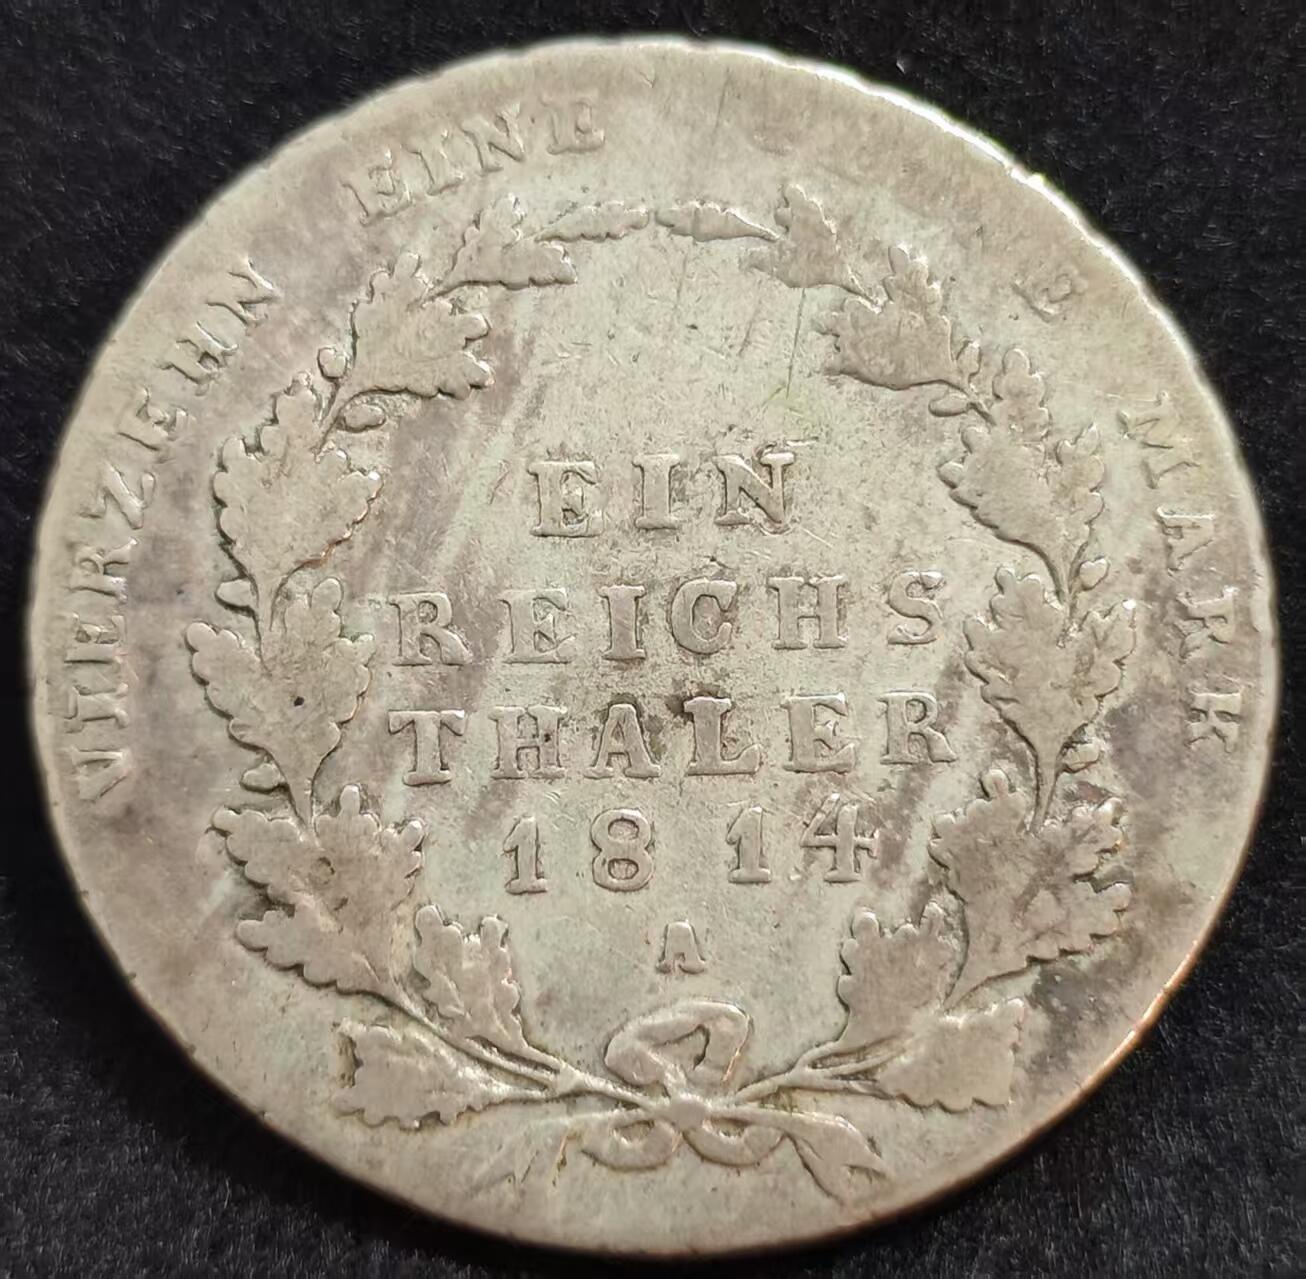 VIERZEHN EINE E MARK
EIN
REICHS
THALER
1814
A